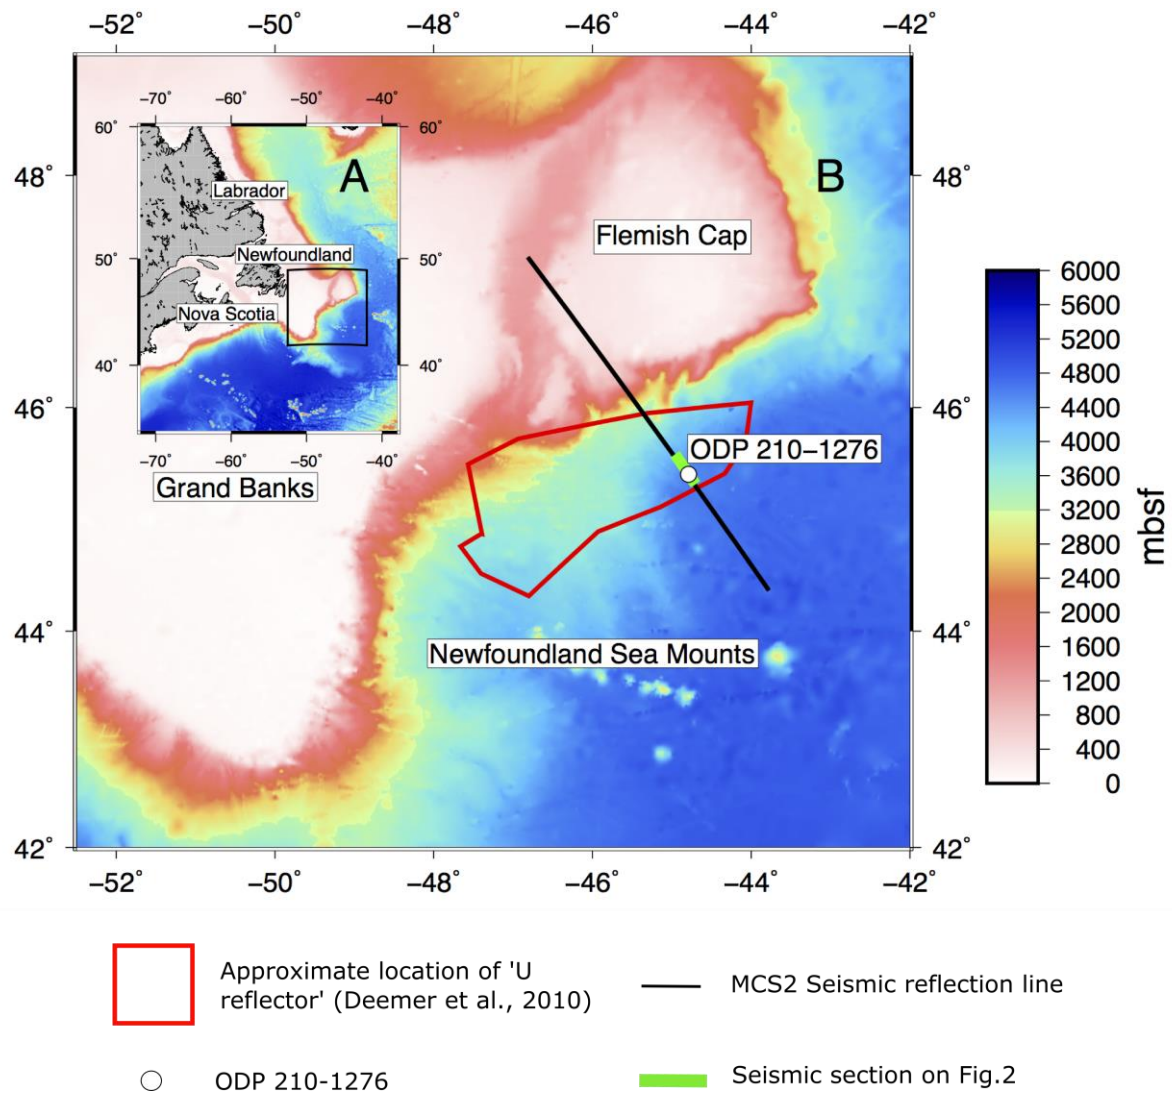 −52˚ −50˚ −48˚ −46˚ −44˚ −42˚
−70˚ −60˚ −50˚ −40˚
60˚ 60˚
A
B
48˚ 48˚
Labrador
Flemish Cap
Newfoundland
50˚ 50˚
Nova Scotia
40˚ 40˚
46˚ 46˚
−70˚ −60˚ −50˚ −40˚
ODP 210−1276
Grand Banks
44˚ 44˚
Newfoundland Sea Mounts
42˚ 42˚
−52˚ −50˚ −48˚ −46˚ −44˚ −42˚
6000
5600
5200
4800
4400
4000
3600
3200
2800
2400
2000
1600
1200
800
400
0
mbsf
Approximate location of 'U
reflector' (Deemer et al., 2010)
MCS2 Seismic reflection line
ODP 210-1276
Seismic section on Fig.2